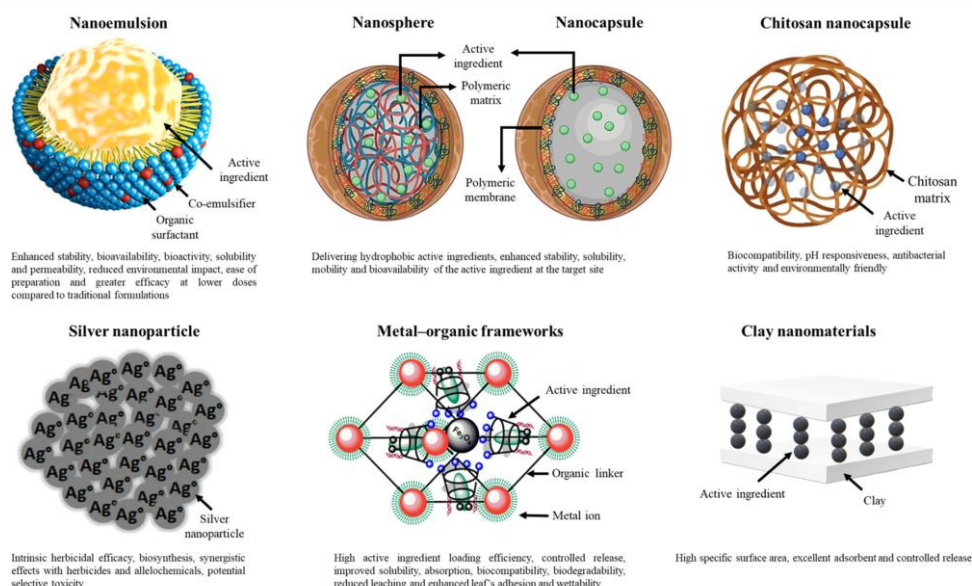 Nanoemulsion
Active
ingredient
Co-emulsifier
Organic
surfactant
Enhanced stability, bioavailability, bioactivity, solubility
and permeability, reduced environmental impact, ease of
preparation and greater efficacy at lower doses
compared to traditional formulations
Nanosphere
Nanocapsule
Active
ingredient
Polymeric
matrix
Polymeric
membrane
Delivering hydrophobic active ingredients, enhanced stability, solubility,
mobility and bioavailability of the active ingredient at the target site
Chitosan nanocapsule
Chitosan
matrix
Active
ingredient
Biocompatibility, pH responsiveness, antibacterial
activity and environmentally friendly
Silver nanoparticle
Ag° Ag° Ag° Ag°
Silver
nanoparticle
Intrinsic herbicidal efficacy, biosynthesis, synergistic
effects with herbicides and allelochemicals, potential
selective toxicity
Metal–organic frameworks
Active ingredient
Organic linker
Metal ion
High active ingredient loading efficiency, controlled release,
improved solubility, absorption, biocompatibility, biodegradability,
reduced leaching and enhanced leaf's adhesion and wettability
Clay nanomaterials
Active ingredient
Clay
High specific surface area, excellent adsorbent and controlled release